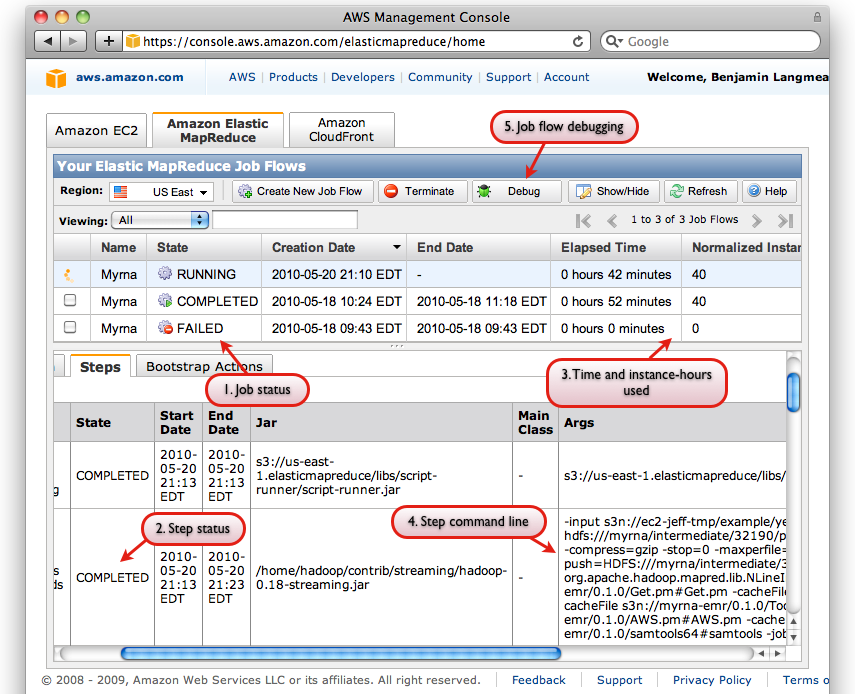 AWS Management Console
https://console.aws.amazon.com/elasticmapreduce/home
Google
aws.amazon.com
AWS | Products | Developers | Community | Support | Account
Welcome, Benjamin Langmea
Amazon EC2
Amazon Elastic
MapReduce
Amazon
CloudFront
5. Job flow debugging
Your Elastic MapReduce Job Flows
Region: US East Create New Job Flow Terminate Debug Show/Hide Refresh Help
Viewing: All 1 to 3 of 3 Job Flows
Name State Creation Date End Date Elapsed Time Normalized Instan
Myrna RUNNING 2010-05-20 21:10 EDT - 0 hours 42 minutes 40
Myrna COMPLETED 2010-05-18 10:24 EDT 2010-05-18 11:18 EDT 0 hours 52 minutes 40
Myrna FAILED 2010-05-18 09:43 EDT 2010-05-18 09:43 EDT 0 hours 0 minutes 0
Steps Bootstrap Actions
1. Job status
3. Time and instance-hours
used
State
Start
Date
End
Date
Jar
Main
Class
Args
g
COMPLETED
2010-
05-20
21:13
EDT
2010-
05-20
21:13
EDT
s3://us-east-
1.elasticmapreduce/libs/script-
runner/script-runner.jar
-
s3://us-east-1.elasticmapreduce/libs/
2. Step status
4. Step command line
s
ds
COMPLETED
2010-
05-20
21:13
EDT
2010-
05-20
21:23
EDT
/home/hadoop/contrib/streaming/hadoop-
0.18-streaming.jar
-
-input s3n://ec2-jeff-tmp/example/ye
hdfs:///myrna/intermediate/32190/p
-compress=gzip -stop=0 -maxperfile=
push=HDFS:///myrna/intermediate/3
org.apache.hadoop.mapred.lib.NLineI
emr/0.1.0/Get.pm#Get.pm -cacheFile
cacheFile s3n://myrna-emr/0.1.0/Too
emr/0.1.0/AWS.pm#AWS.pm -cache
emr/0.1.0/samtools64#samtools -job
© 2008 - 2009, Amazon Web Services LLC or its affiliates. All right reserved. | Feedback | Support | Privacy Policy | Terms o